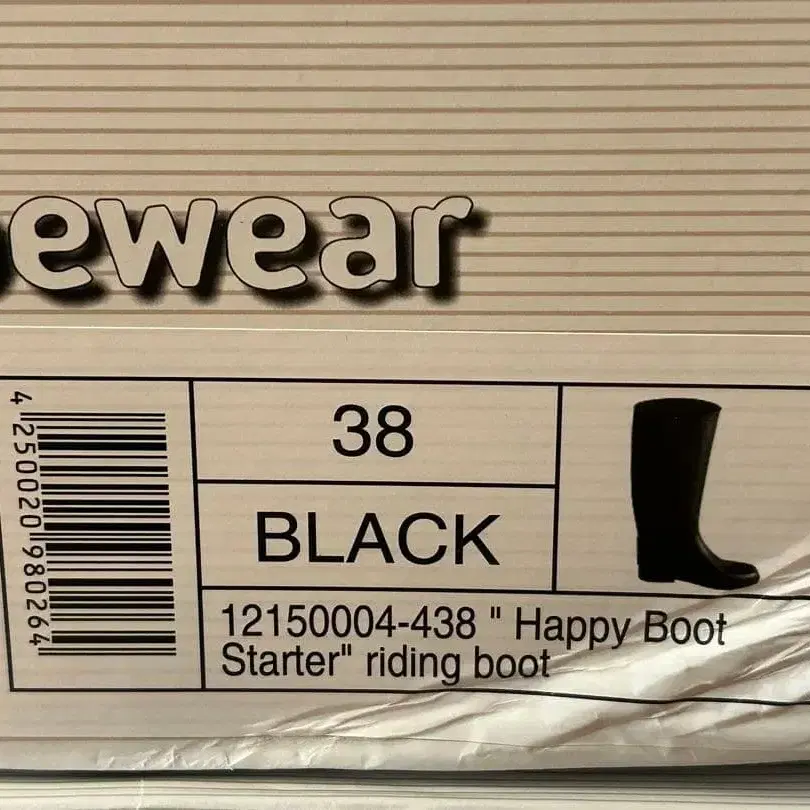 ewear
38
BLACK
12150004-438 " Happy Boot
Starter" riding boot
4 250020 980264